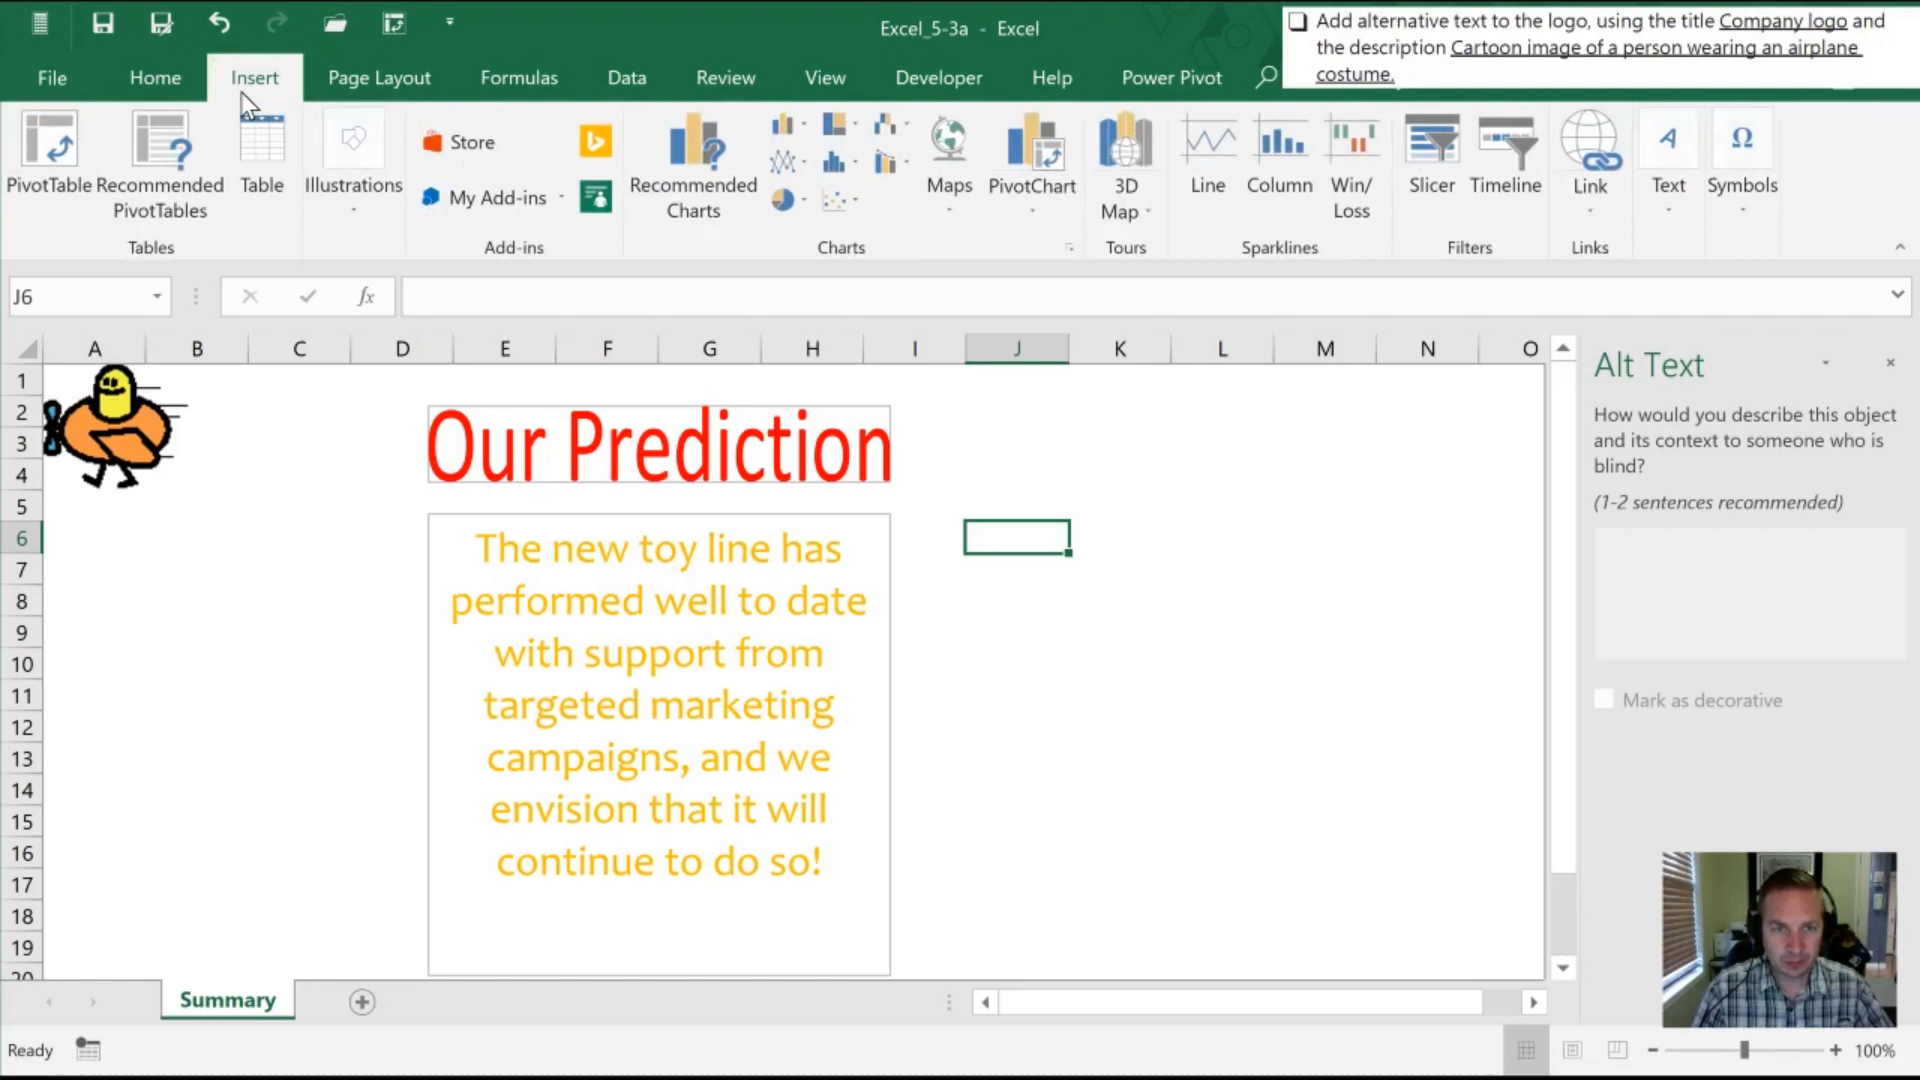 Excel_5-3a - Excel
Add alternative text to the logo, using the title Company logo and
the description Cartoon image of a person wearing an airplane
costume.
File Home Insert Page Layout Formulas Data Review View Developer Help Power Pivot
Store
My Add-ins
PivotTable Recommended PivotTables Table Illustrations Recommended Charts Maps PivotChart 3D Map Line Column Win/Loss Slicer Timeline Link Text Symbols
Tables Add-ins Charts Tours Sparklines Filters Links
J6 fx
A B C D E F G H I J K L M N O
1
2
3
4
5
6
7
8
9
10
11
12
13
14
15
16
17
18
19
20
Our Prediction
The new toy line has
performed well to date
with support from
targeted marketing
campaigns, and we
envision that it will
continue to do so!
Alt Text
How would you describe this object
and its context to someone who is
blind?
(1-2 sentences recommended)
Mark as decorative
Summary
Ready
100%